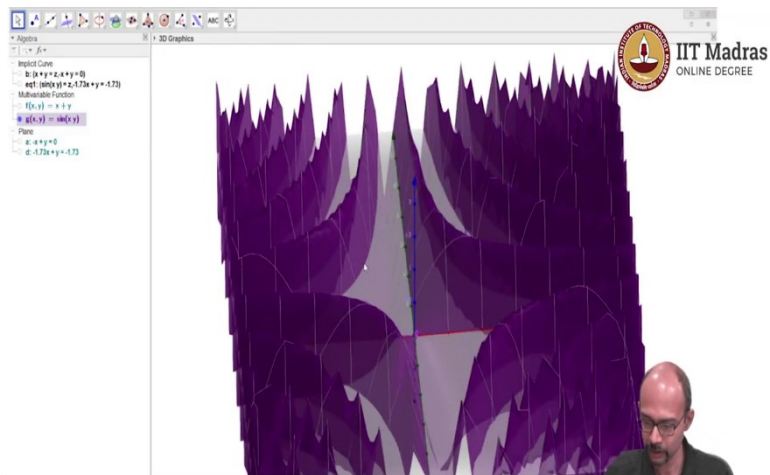 ABC
Algebra
3D Graphics
Implicit Curve
b: (x + y = z, -x + y = 0)
eq1: (sin(x y) = z, -1.73x + y = -1.73)
Multivariable Function
f(x, y) = x + y
g(x, y) = sin(x y)
Plane
a: -x + y = 0
d: -1.73x + y = -1.73
IIT Madras
ONLINE DEGREE